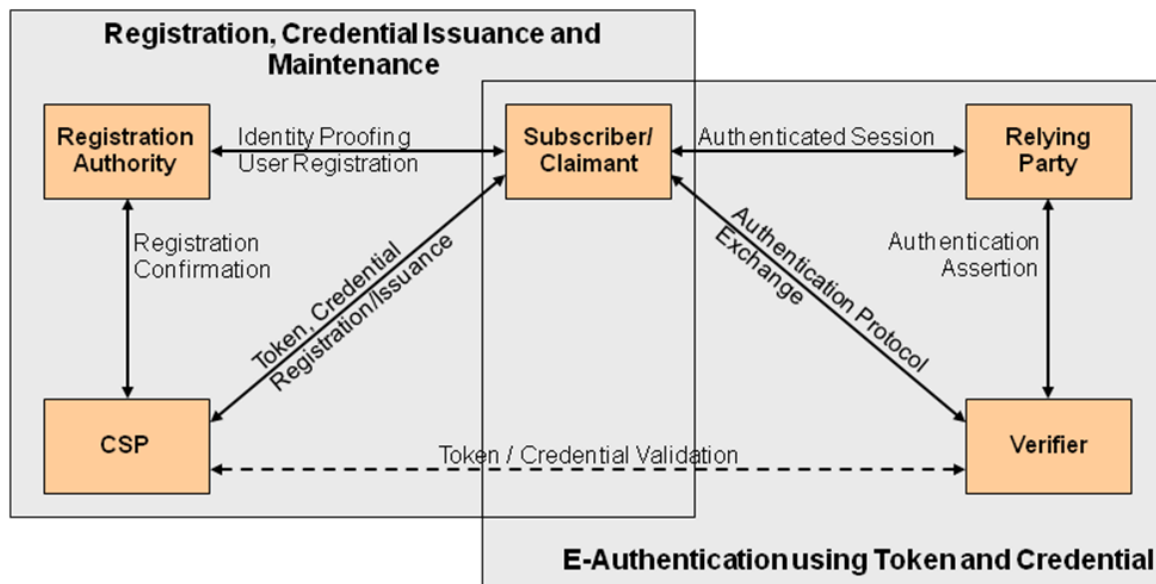 Registration, Credential Issuance and
Maintenance
Registration
Authority
Identity Proofing
User Registration
Subscriber/
Claimant
Authenticated Session
Relying
Party
Registration
Confirmation
Token, Credential
Registration/Issuance
Authentication Protocol
Exchange
Authentication
Assertion
CSP
Token / Credential Validation
Verifier
E-Authentication using Token and Credential